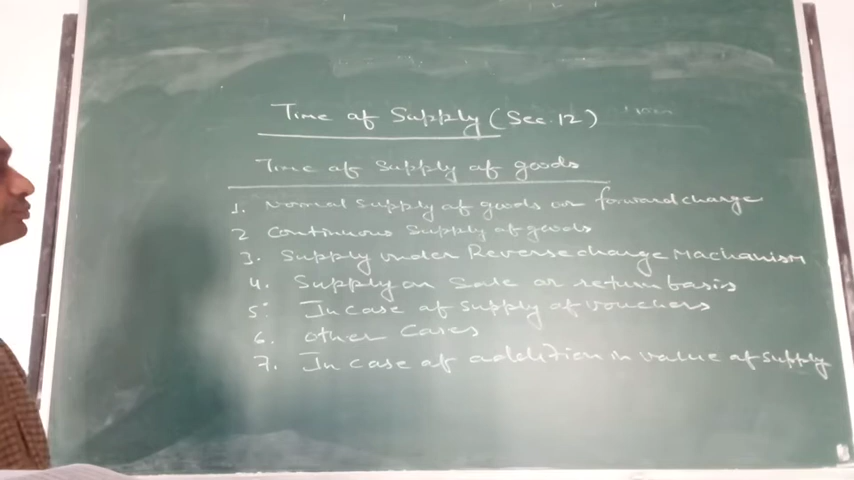 Time of Supply (Sec. 12)
Time of Supply of goods
1. Normal Supply of goods or forward charge
2 Continuous Supply of goods
3. Supply under Reverse charge Machanism
4. Supply on Sale or return basis
5. In case of supply of vouchers
6. other Cases
7. In case of addition in value of supply